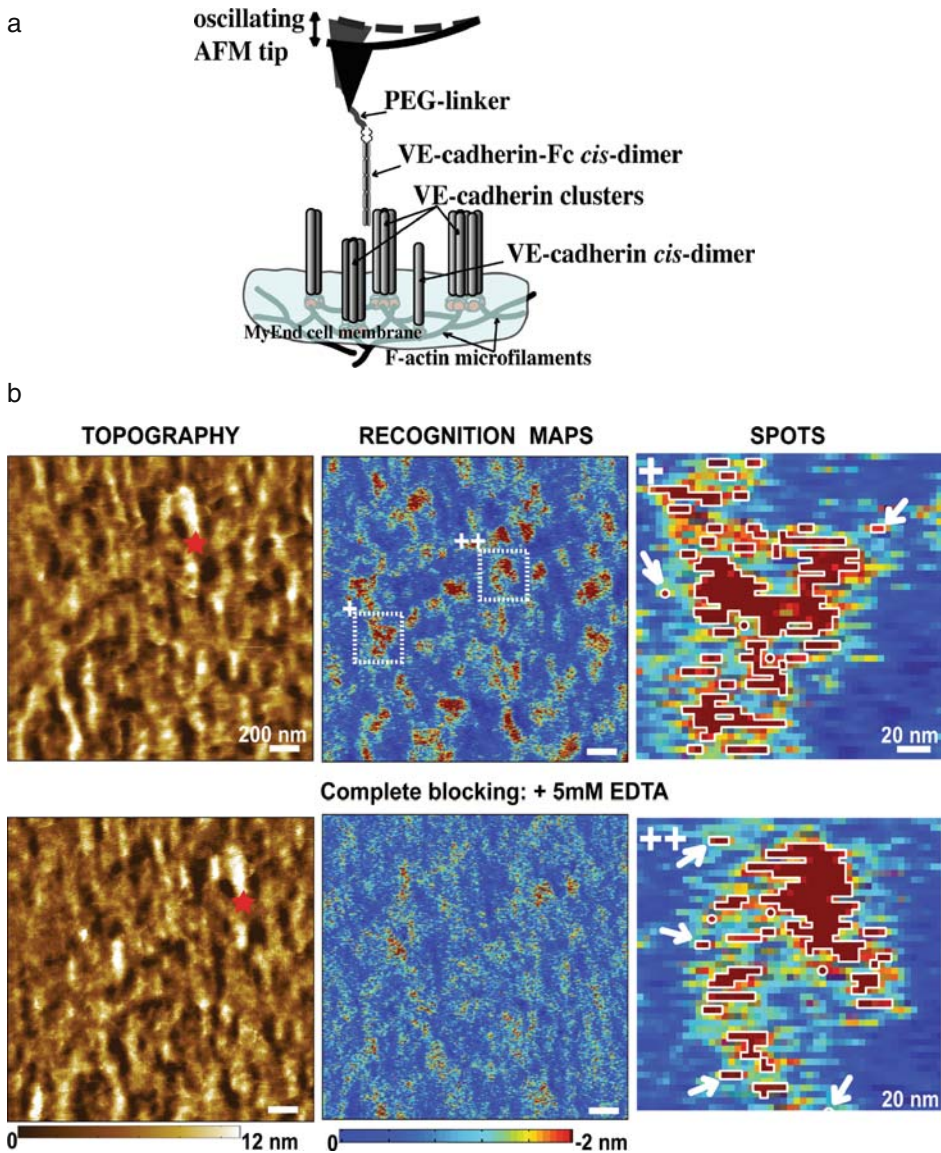 a
oscillating
AFM tip
PEG-linker
VE-cadherin-Fc cis-dimer
VE-cadherin clusters
VE-cadherin cis-dimer
MyEnd cell membrane
F-actin microfilaments
b
TOPOGRAPHY RECOGNITION MAPS SPOTS
+
++
+
200 nm
20 nm
Complete blocking: + 5mM EDTA
++
20 nm
0 12 nm 0 -2 nm